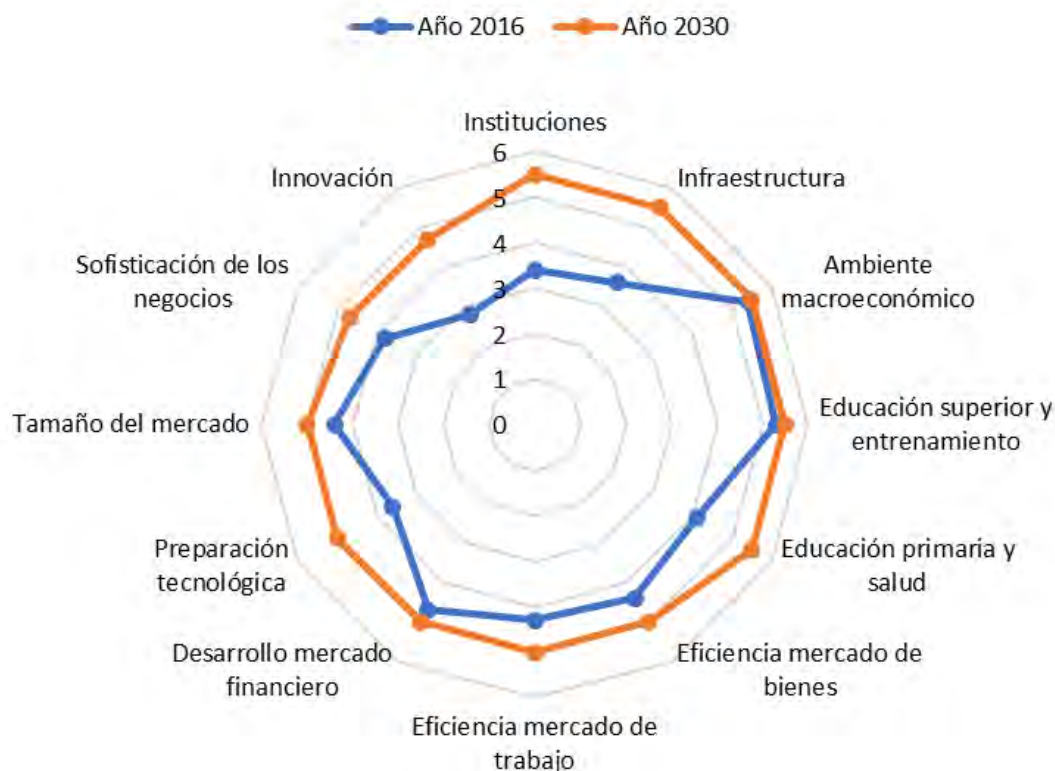 Año 2016 Año 2030
Instituciones
Infraestructura
Ambiente
macroeconómico
Educación superior y
entrenamiento
Educación primaria y
salud
Eficiencia mercado de
bienes
Eficiencia mercado de
trabajo
Desarrollo mercado
financiero
Preparación
tecnológica
Tamaño del mercado
Sofisticación de los
negocios
Innovación
6
5
4
3
2
1
0